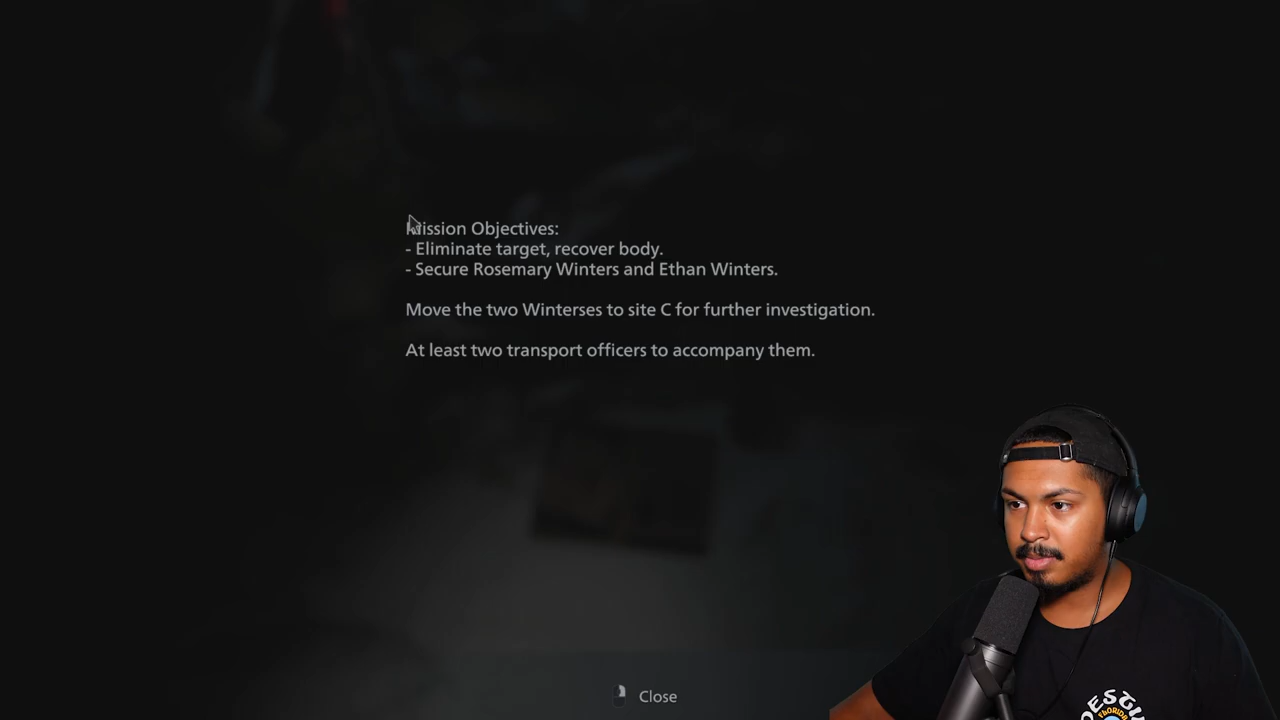 Mission Objectives:
- Eliminate target, recover body.
- Secure Rosemary Winters and Ethan Winters.
Move the two Winterses to site C for further investigation.
At least two transport officers to accompany them.
Close